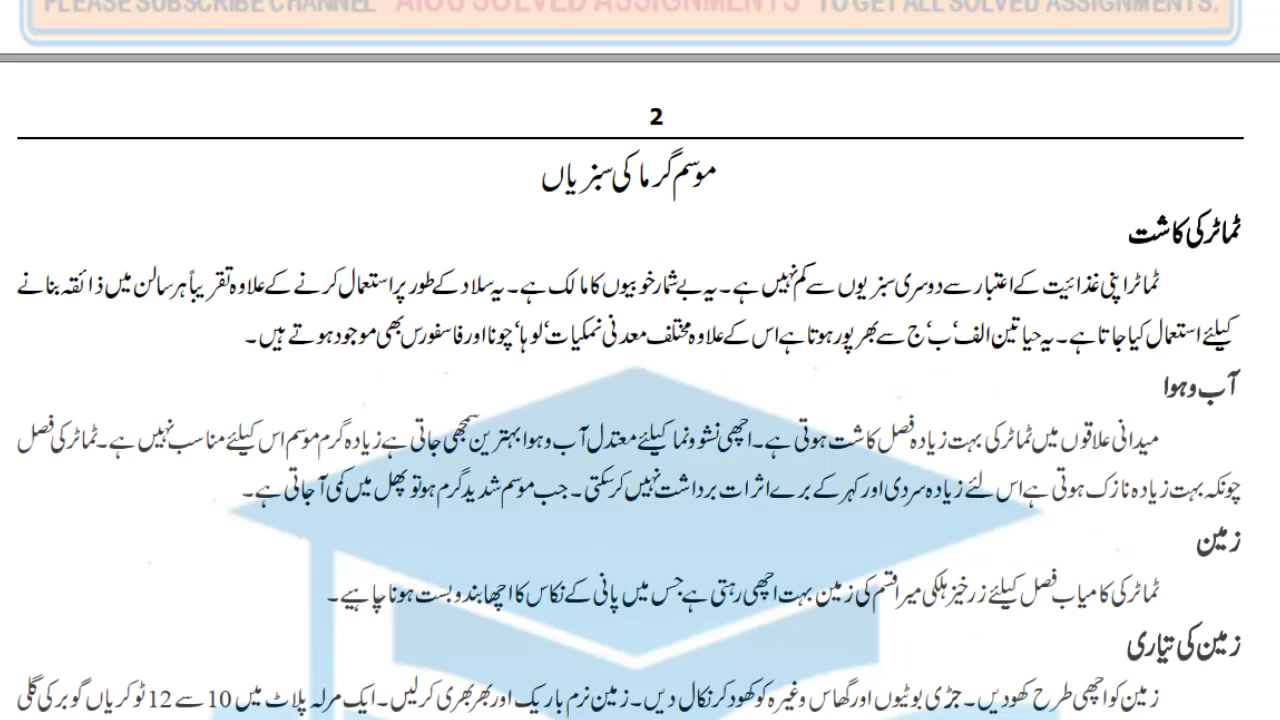 PLEASE SUBSCRIBE CHANNEL "AIOU SOLVED ASSIGNMENTS" TO GET ALL SOLVED ASSIGNMENTS.
2
موسم گرما کی سبزیاں
ٹماٹر کی کاشت
ٹماٹر اپنی غذائیت کے اعتبار سے دوسری سبزیوں سے کم نہیں ہے۔ یہ بے شمار خوبیوں کا مالک ہے۔ یہ سلاد کے طور پر استعمال کرنے کے علاوہ تقریباً ہر سالن میں ذائقہ بنانے
کیلئے استعمال کیا جاتا ہے۔ یہ حیاتین الف‘ ب‘ ج سے بھر پور ہوتا ہے اس کے علاوہ مختلف معدنی نمکیات‘ لوہا‘ چونا اور فاسفورس بھی موجود ہوتے ہیں۔
آب و ہوا
میدانی علاقوں میں ٹماٹر کی بہت زیادہ فصل کاشت ہوتی ہے۔ اچھی نشوونما کیلئے معتدل آب و ہوا بہترین سمجھی جاتی ہے زیادہ گرم موسم اس کیلئے مناسب نہیں ہے۔ ٹماٹر کی فصل
چونکہ بہت زیادہ نازک ہوتی ہے اس لئے زیادہ سردی اور کہر کے برے اثرات برداشت نہیں کر سکتی۔ جب موسم شدید گرم ہو تو پھل میں کمی آ جاتی ہے۔
زمین
ٹماٹر کی کامیاب فصل کیلئے زرخیز ہلکی میرا قسم کی زمین بہت اچھی رہتی ہے جس میں پانی کے نکاس کا اچھا بندوبست ہونا چاہیے۔
زمین کی تیاری
زمین کو اچھی طرح کھودیں۔ جڑی بوٹیوں اور گھاس وغیرہ کو کھود کر نکال دیں۔ زمین نرم باریک اور بھربھری کر لیں۔ ایک مرلہ پلاٹ میں 10 سے 12 ٹوکریاں گوبر کی گلی